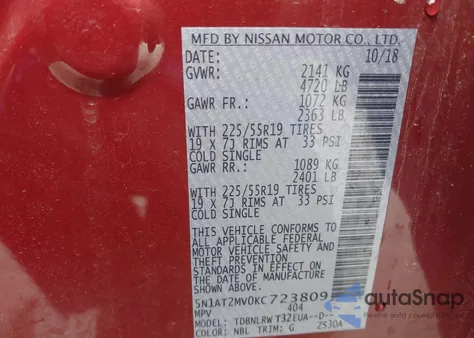 MFD BY NISSAN MOTOR CO., LTD.
DATE: 10/18
GVWR: 2141 KG
4720 LB
GAWR FR.: 1072 KG
2363 LB
WITH 225/55R19 TIRES
19 X 7J RIMS AT 33 PSI
COLD SINGLE
GAWR RR.: 1089 KG
2401 LB
WITH 225/55R19 TIRES
19 X 7J RIMS AT 33 PSI
COLD SINGLE
THIS VEHICLE CONFORMS TO
ALL APPLICABLE FEDERAL
MOTOR VEHICLE SAFETY AND
THEFT PREVENTION
STANDARDS IN EFFECT ON
THE DATE OF MANUFACTURE
SHOWN ABOVE.
5N1AT2MV0KC723809
MPV 404
MODEL: TDBNLRW T32EUA--D--
COLOR: NBL TRIM: G ZS30A
autaSnap